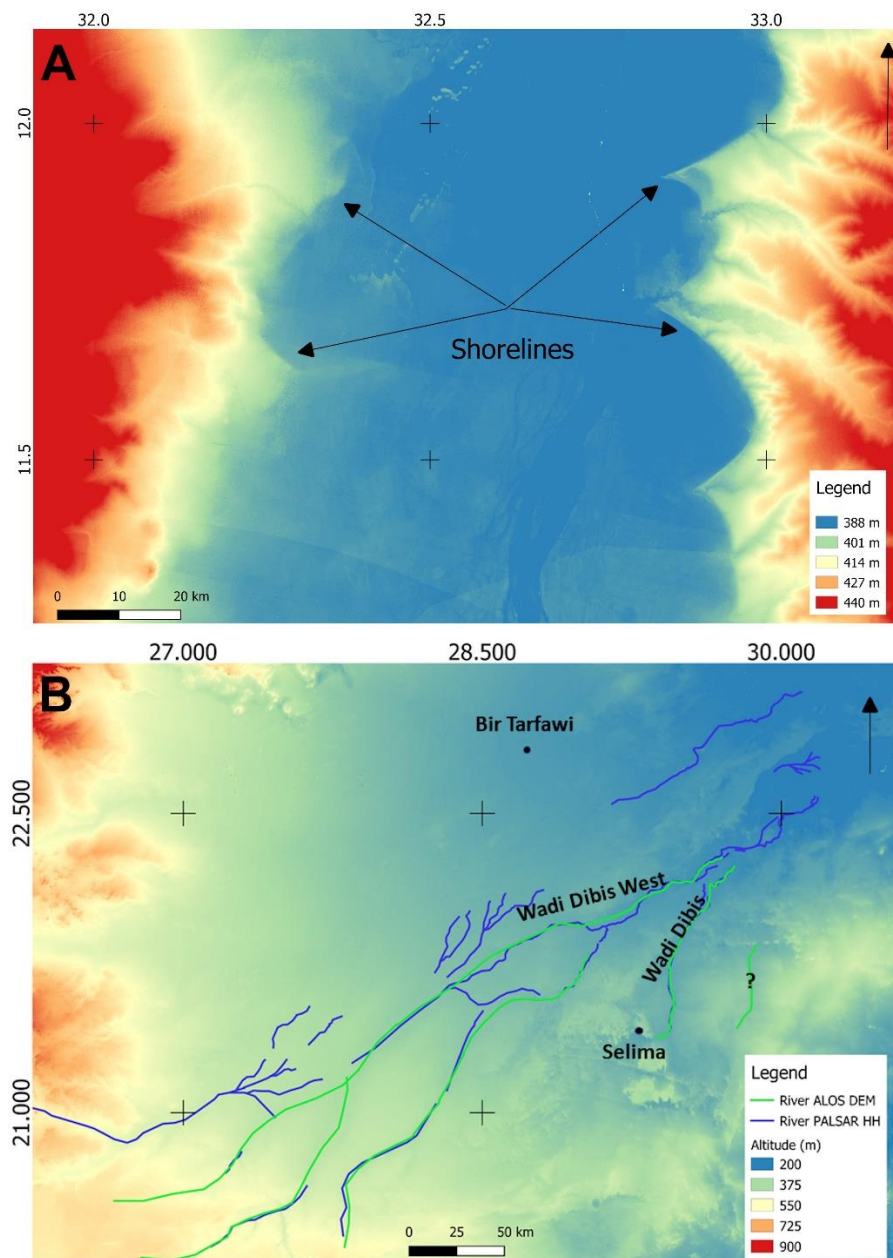 32.0 32.5 33.0
A
12.0
Shorelines
11.5
Legend
388 m
401 m
414 m
427 m
440 m
0 10 20 km
27.000 28.500 30.000
B
Bir Tarfawi
22.500
Wadi Dibis West
Wadi Dibis
?
Selima
21.000
Legend
River ALOS DEM
River PALSAR HH
Altitude (m)
200
375
550
725
900
0 25 50 km